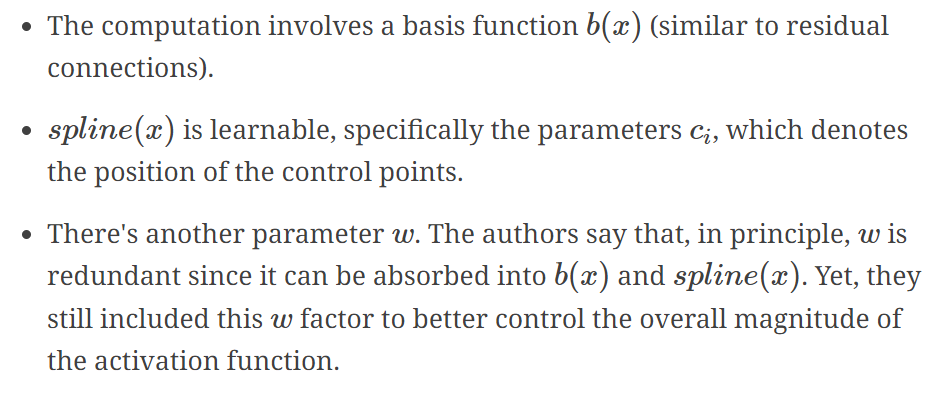 • The computation involves a basis function b(x) (similar to residual
connections).
• spline(x) is learnable, specifically the parameters cᵢ, which denotes
the position of the control points.
• There's another parameter w. The authors say that, in principle, w is
redundant since it can be absorbed into b(x) and spline(x). Yet, they
still included this w factor to better control the overall magnitude of
the activation function.